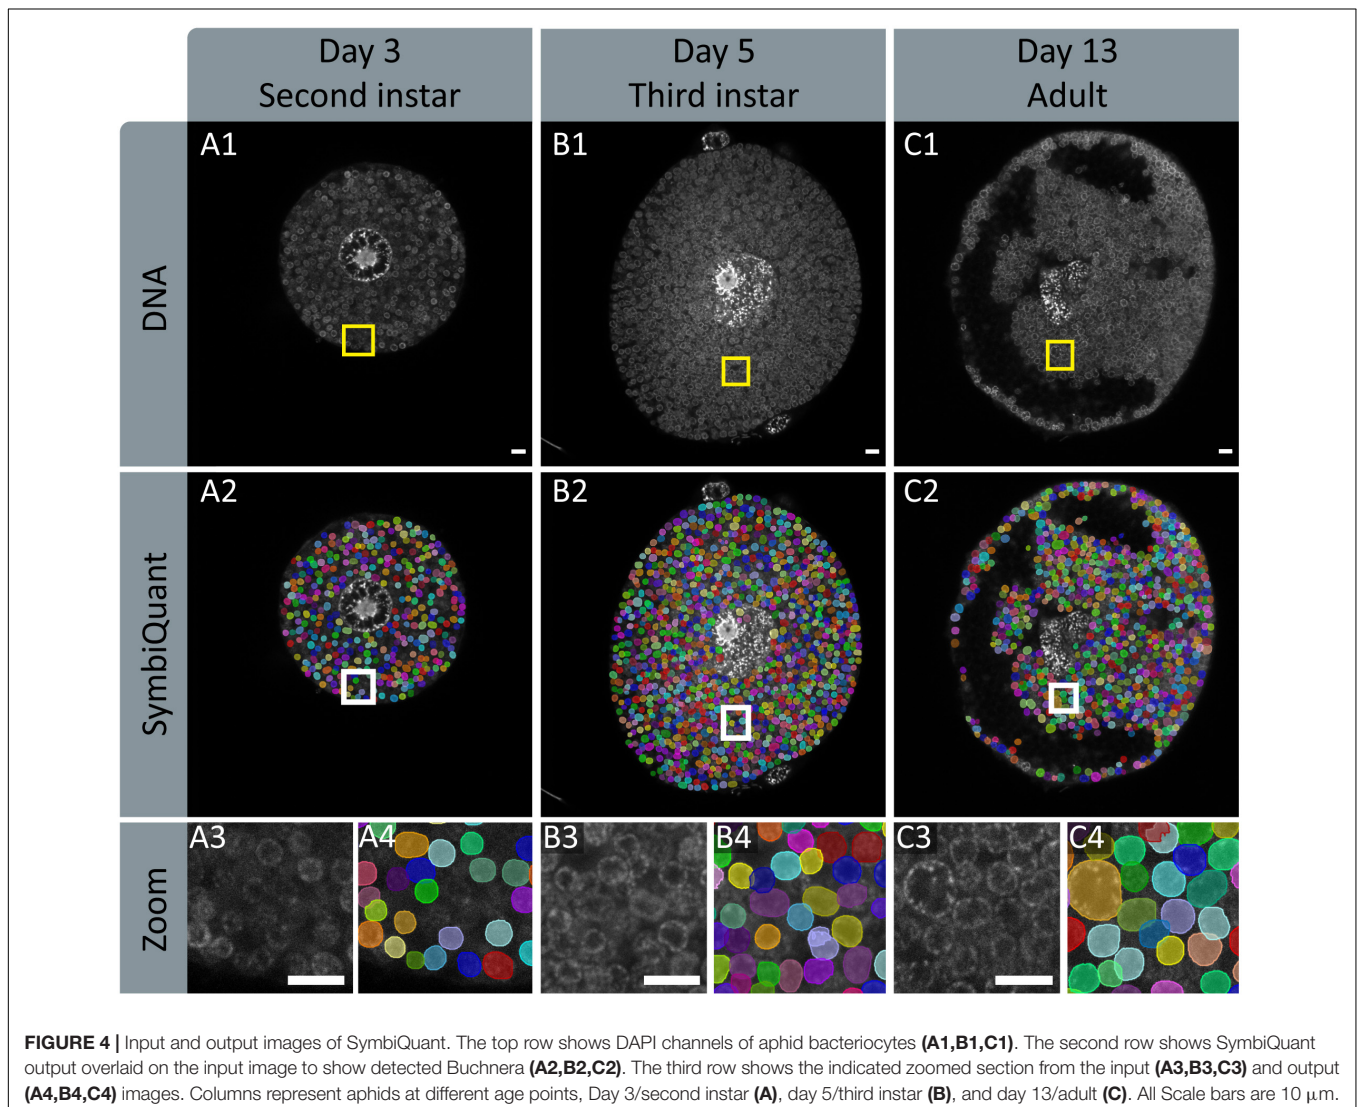 Day 3
Second instar
Day 5
Third instar
Day 13
Adult
DNA
A1
B1
C1
SymbiQuant
A2
B2
C2
Zoom
A3
A4
B3
B4
C3
C4
FIGURE 4 | Input and output images of SymbiQuant. The top row shows DAPI channels of aphid bacteriocytes (A1,B1,C1). The second row shows SymbiQuant
output overlaid on the input image to show detected Buchnera (A2,B2,C2). The third row shows the indicated zoomed section from the input (A3,B3,C3) and output
(A4,B4,C4) images. Columns represent aphids at different age points, Day 3/second instar (A), day 5/third instar (B), and day 13/adult (C). All Scale bars are 10 μm.